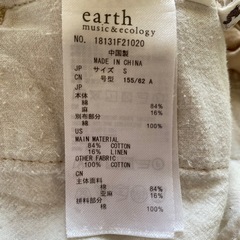 earth
music&ecology
NO. 18131F21020
中国製
MADE IN CHINA
JP サイズ S
CN 号型 155/62 A
JP
本体
綿 84%
麻 16%
別布部分
綿 100%
US
MAIN MATERIAL
84% COTTON
16% LINEN
OTHER FABRIC
100% COTTON
CN
主体面料
棉 84%
亚麻 16%
拼料部分
棉 100%